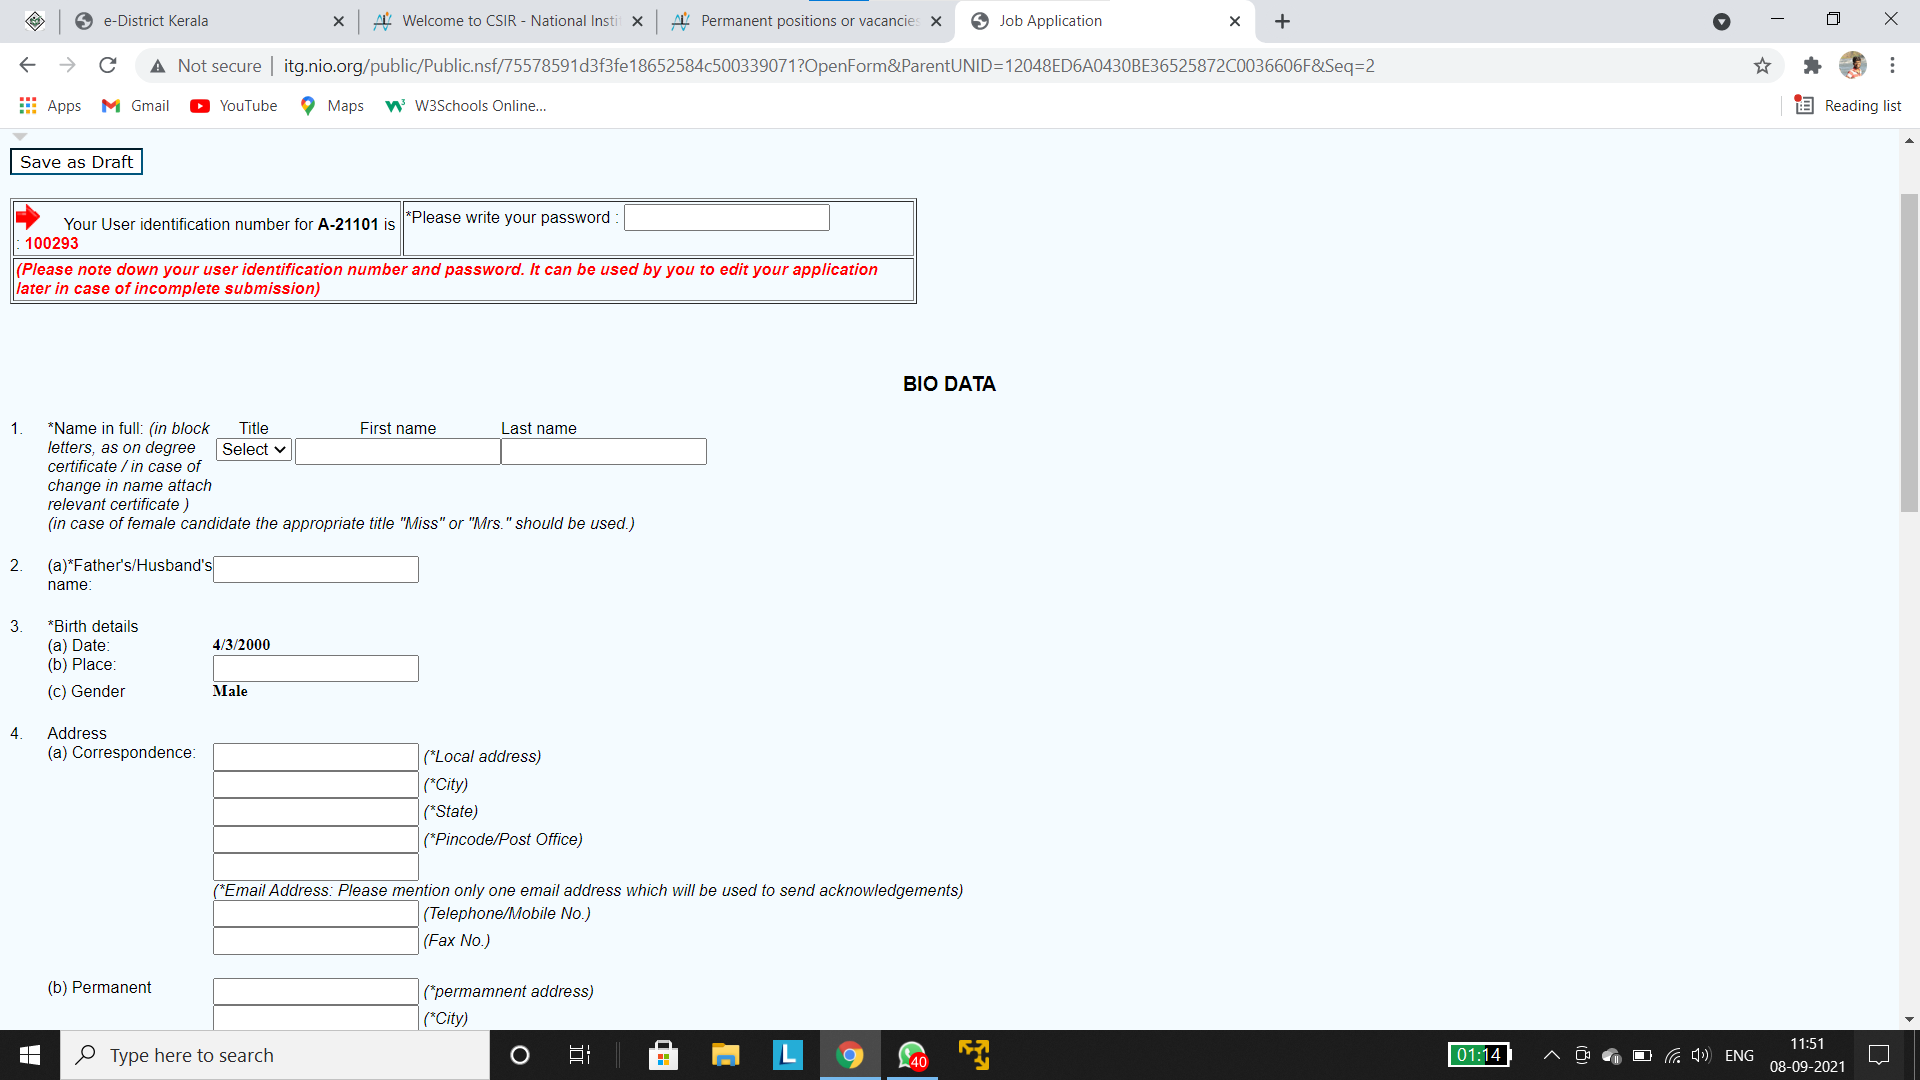 e-District Kerala
Welcome to CSIR - National Instit
Permanent positions or vacancies
Job Application
Not secure
itg.nio.org/public/Public.nsf/75578591d3f3fe18652584c500339071?OpenForm&ParentUNID=12048ED6A0430BE36525872C0036606F&Seq=2
Apps Gmail YouTube Maps W3Schools Online... Reading list
Save as Draft
Your User identification number for A-21101 is
: 100293
*Please write your password :
(Please note down your user identification number and password. It can be used by you to edit your application
later in case of incomplete submission)
BIO DATA
1. *Name in full: (in block Title First name Last name
letters, as on degree Select
certificate / in case of
change in name attach
relevant certificate )
(in case of female candidate the appropriate title "Miss" or "Mrs." should be used.)
2. (a)*Father's/Husband's
name:
3. *Birth details
(a) Date: 4/3/2000
(b) Place:
(c) Gender Male
4. Address
(a) Correspondence:
(*Local address)
(*City)
(*State)
(*Pincode/Post Office)
(*Email Address: Please mention only one email address which will be used to send acknowledgements)
(Telephone/Mobile No.)
(Fax No.)
(b) Permanent (*permamnent address)
(*City)
Type here to search
L
40
01:14
ENG
11:51
08-09-2021